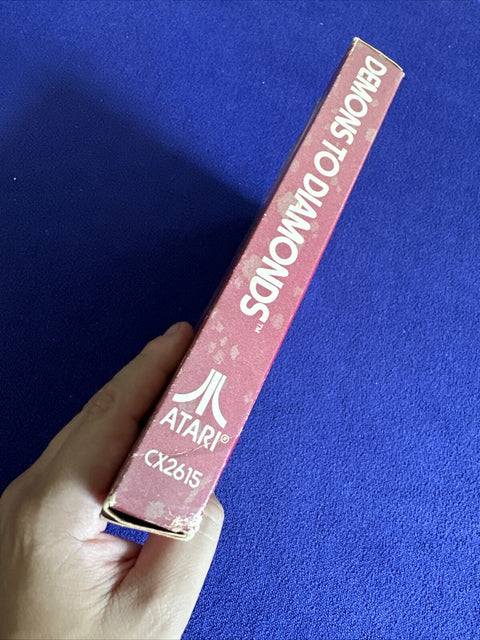 DEMONS TO DIAMONDS™
ATARI®
CX2615